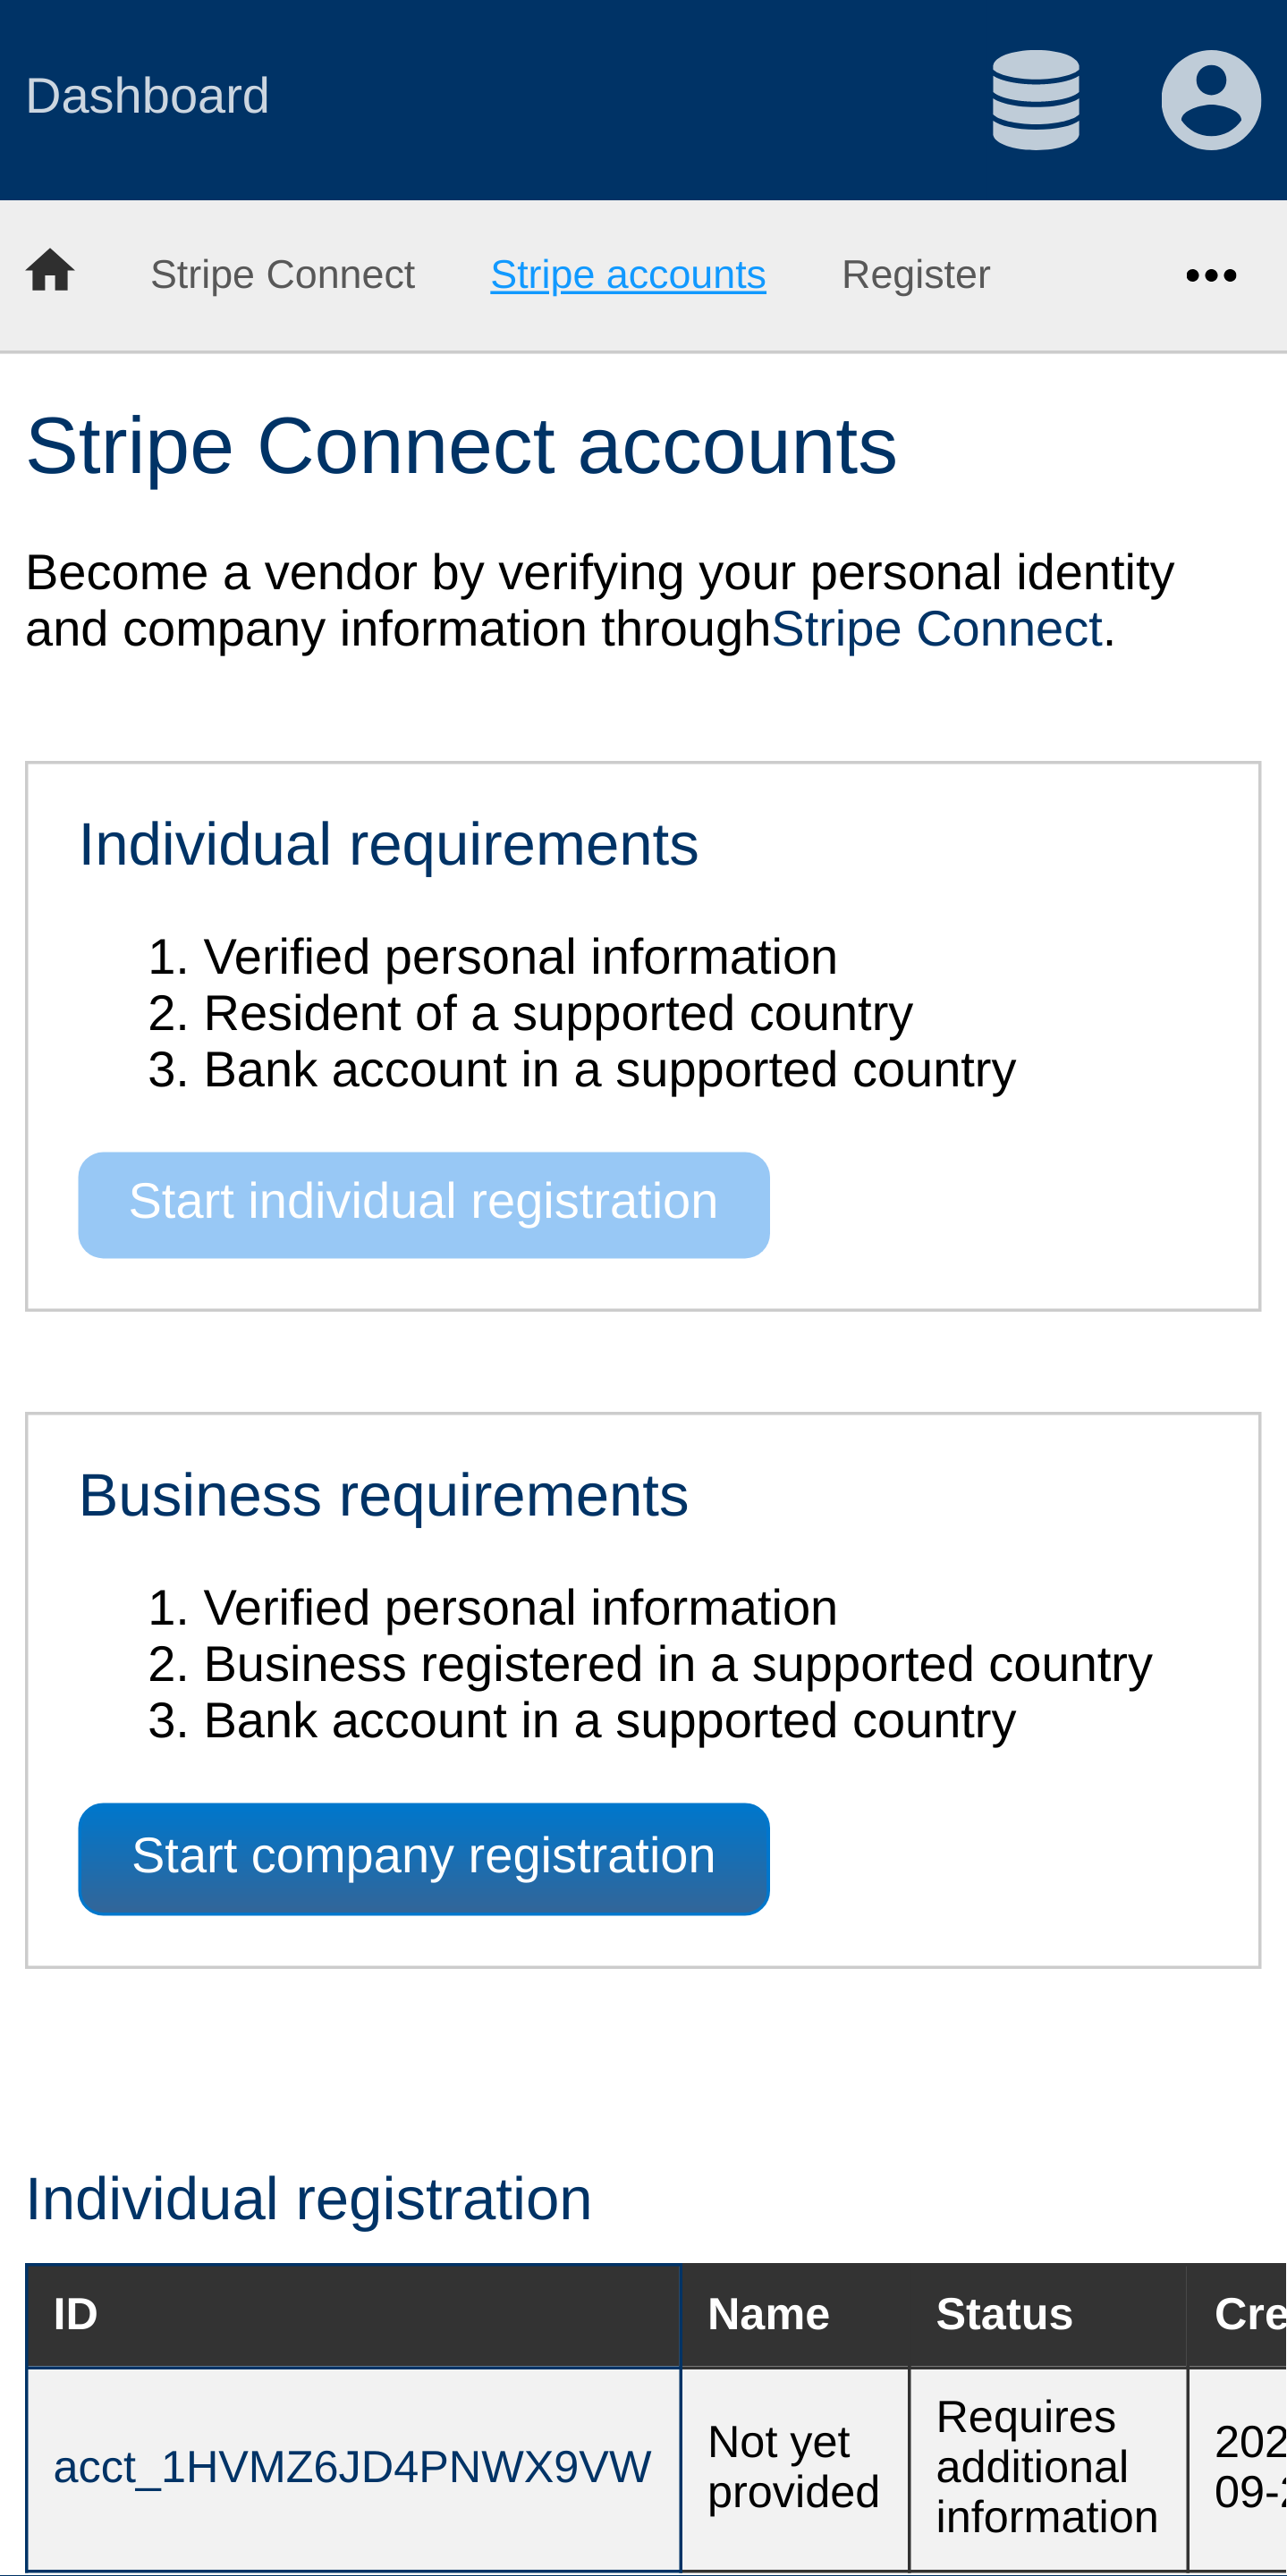 Dashboard
Stripe Connect Stripe accounts Register
Stripe Connect accounts
Become a vendor by verifying your personal identity
and company information throughStripe Connect.
Individual requirements
1. Verified personal information
2. Resident of a supported country
3. Bank account in a supported country
Start individual registration
Business requirements
1. Verified personal information
2. Business registered in a supported country
3. Bank account in a supported country
Start company registration
Individual registration
ID Name Status Cre
acct_1HVMZ6JD4PNWX9VW Not yet provided Requires additional information 202 09-